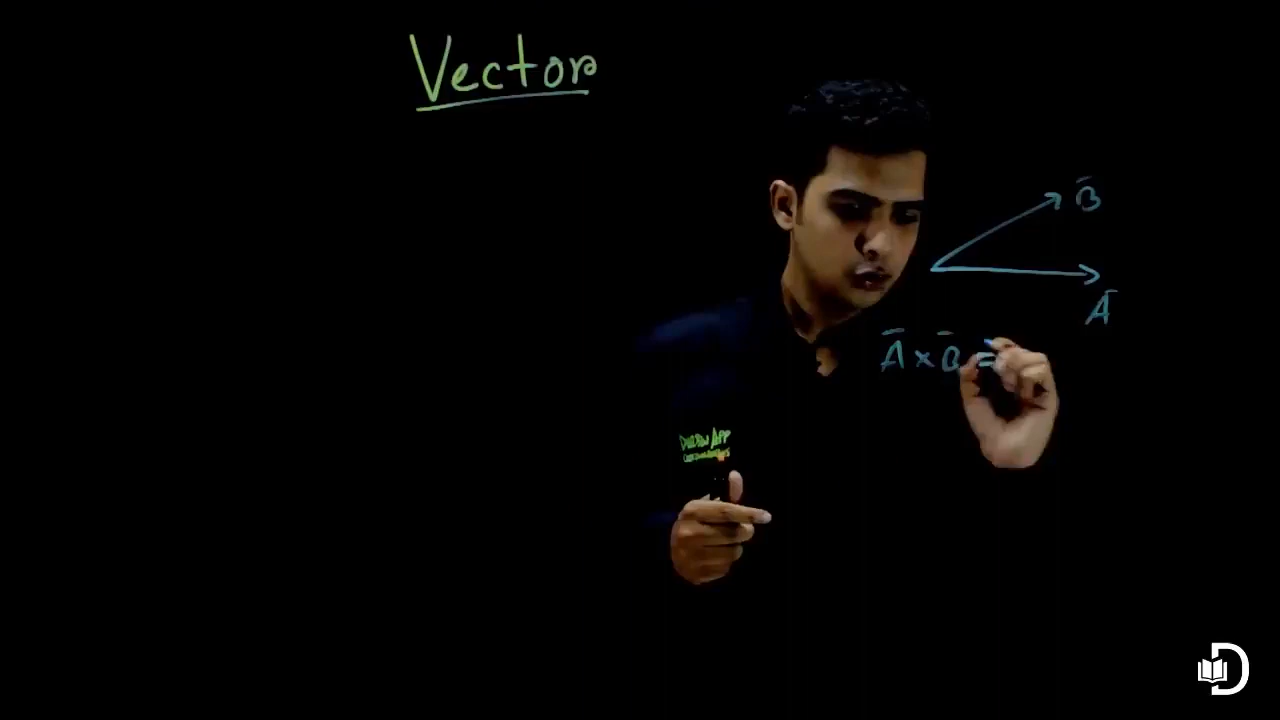 Vector
B̄
Ā
Ā × B̄ =